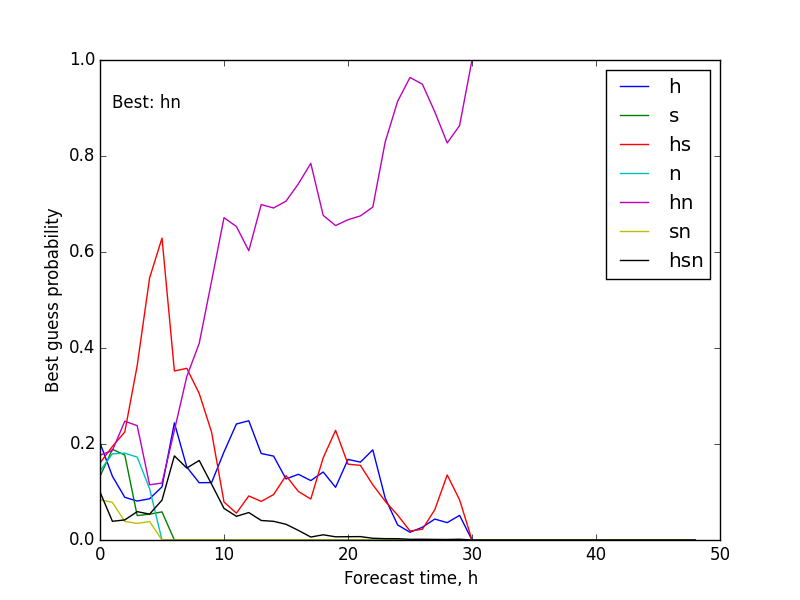 1.0
Best: hn
0.8
0.6
0.4
0.2
0.0
Best guess probability
0 10 20 30 40 50
Forecast time, h
h
s
hs
n
hn
sn
hsn